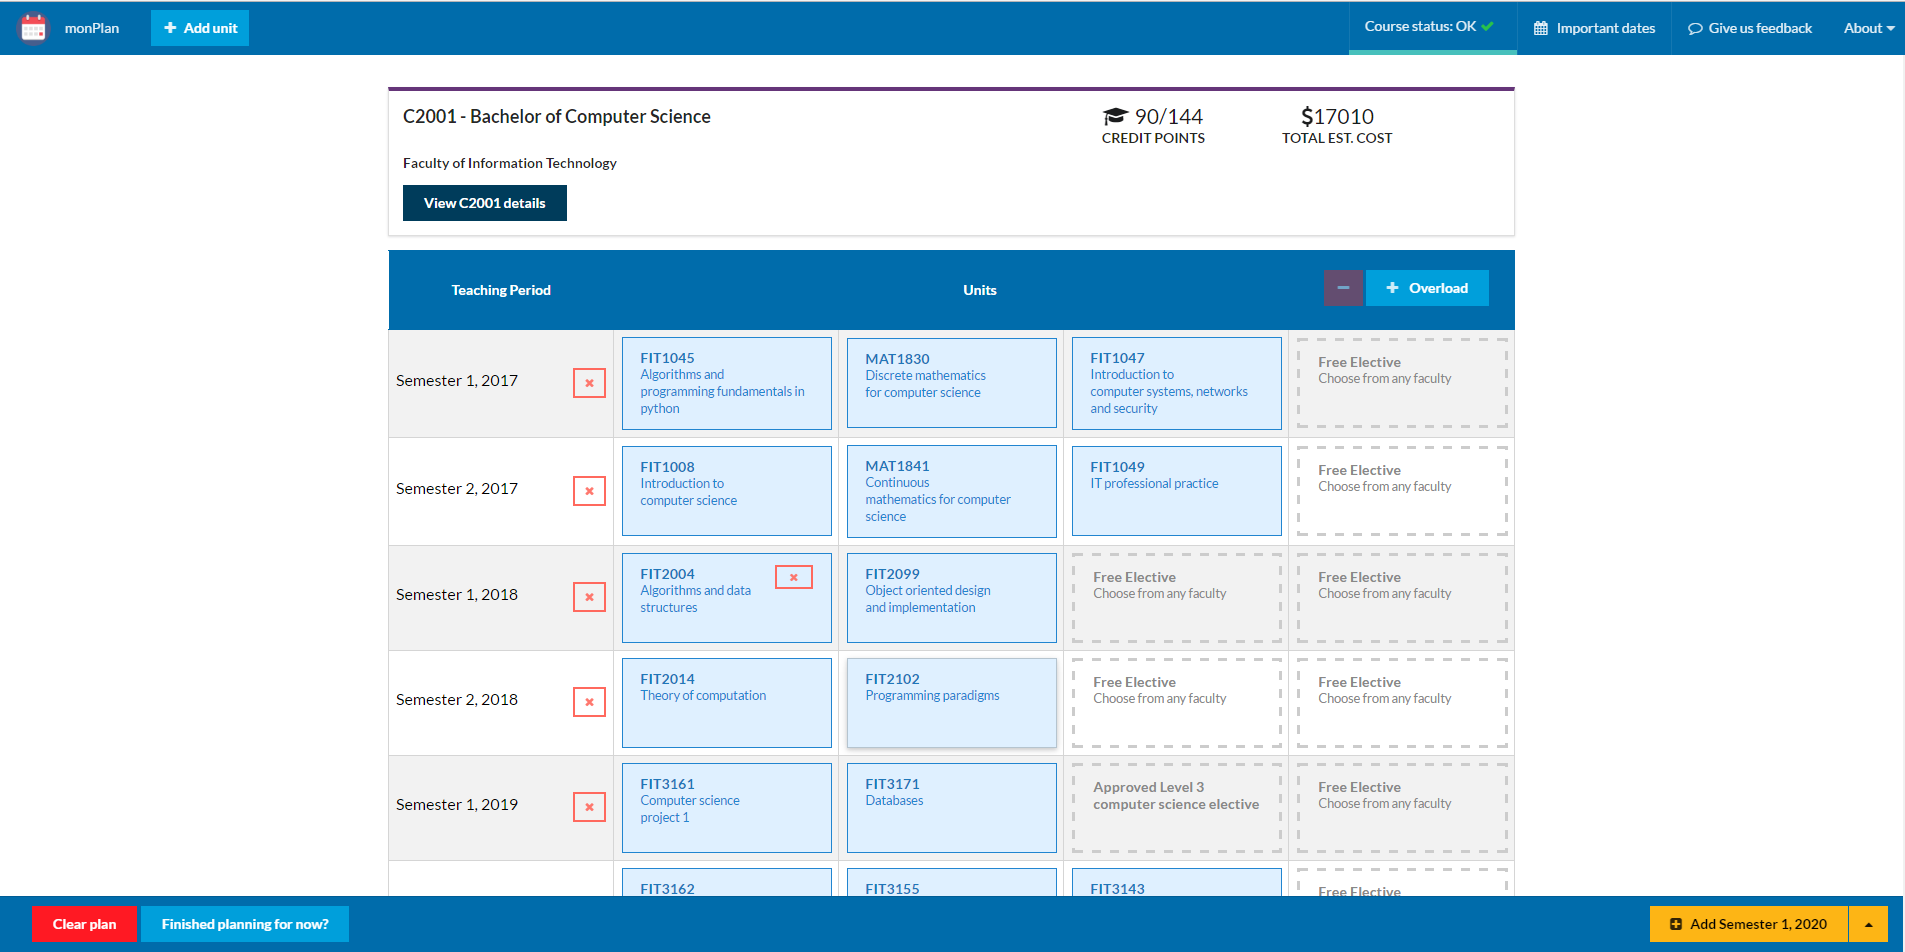 monPlan
Add unit
Course status: OK
Important dates
Give us feedback
About
C2001 - Bachelor of Computer Science
90/144
CREDIT POINTS
$17010
TOTAL EST. COST
Faculty of Information Technology
View C2001 details
Teaching Period
Units
Overload
Semester 1, 2017
FIT1045
Algorithms and
programming fundamentals in
python
MAT1830
Discrete mathematics
for computer science
FIT1047
Introduction to
computer systems, networks
and security
Free Elective
Choose from any faculty
Semester 2, 2017
FIT1008
Introduction to
computer science
MAT1841
Continuous
mathematics for computer
science
FIT1049
IT professional practice
Free Elective
Choose from any faculty
Semester 1, 2018
FIT2004
Algorithms and data
structures
FIT2099
Object oriented design
and implementation
Free Elective
Choose from any faculty
Free Elective
Choose from any faculty
Semester 2, 2018
FIT2014
Theory of computation
FIT2102
Programming paradigms
Free Elective
Choose from any faculty
Free Elective
Choose from any faculty
Semester 1, 2019
FIT3161
Computer science
project 1
FIT3171
Databases
Approved Level 3
computer science elective
Free Elective
Choose from any faculty
FIT3162
FIT3155
FIT3143
Free Elective
Clear plan
Finished planning for now?
Add Semester 1, 2020